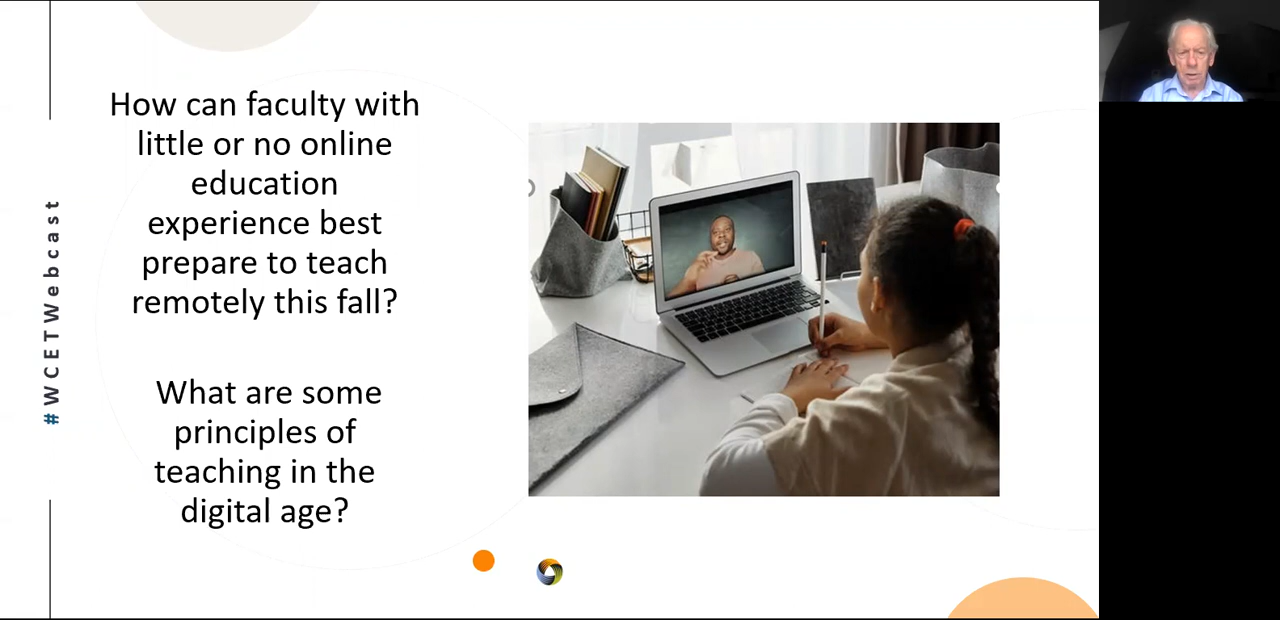 #WCETWebcast
How can faculty with
little or no online
education
experience best
prepare to teach
remotely this fall?
What are some
principles of
teaching in the
digital age?